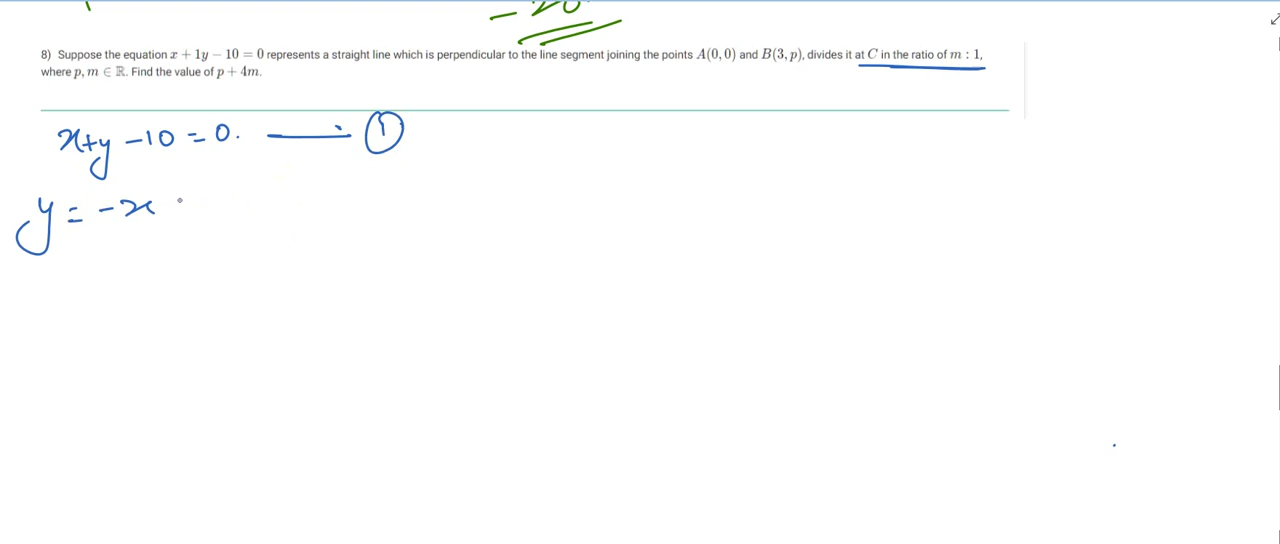 - 20
8) Suppose the equation x + 1y − 10 = 0 represents a straight line which is perpendicular to the line segment joining the points A(0, 0) and B(3, p), divides it at C in the ratio of m : 1,
where p, m ∈ ℝ. Find the value of p + 4m.
x+y -10 = 0. ——— ①
y = -x